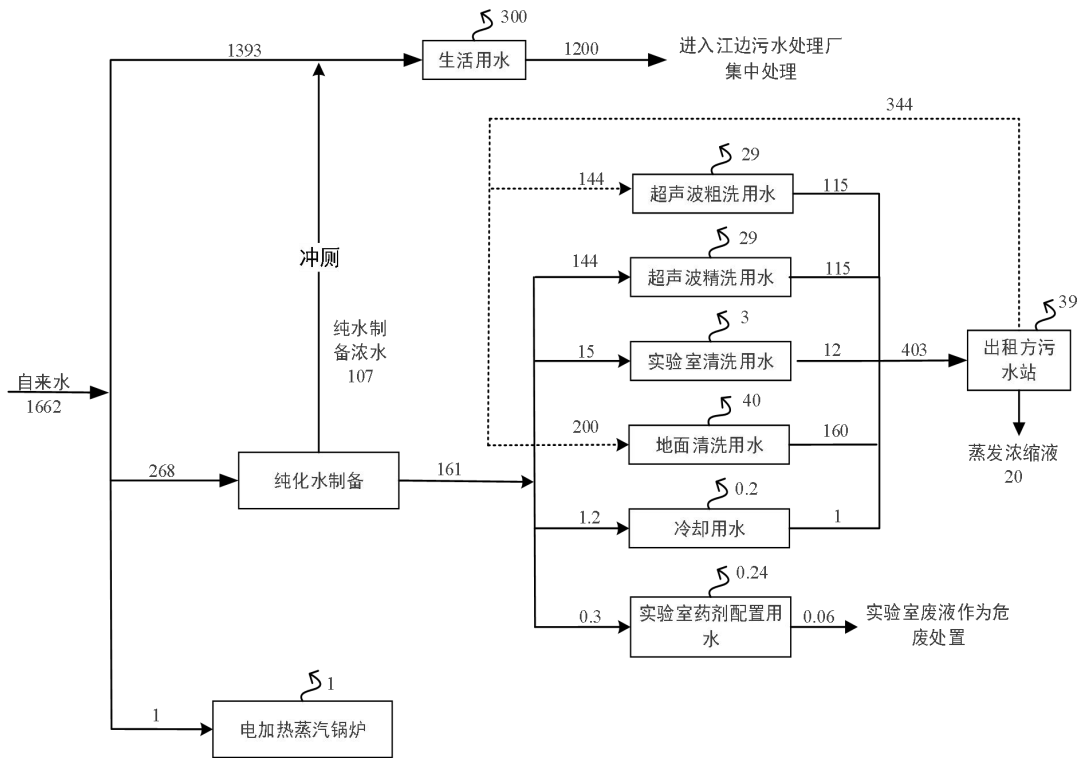 300
1393
生活用水
1200
进入江边污水处理厂
集中处理
344
29
144
超声波粗洗用水
115
29
144
超声波精洗用水
115
冲厕
纯水制
备浓水
107
3
15
实验室清洗用水
12
403
39
出租方污
水站
自来水
1662
40
200
地面清洗用水
160
蒸发浓缩液
20
268
纯化水制备
161
0.2
1.2
冷却用水
1
0.24
0.3
实验室药剂配置用
水
0.06
实验室废液作为危
废处置
1
1
电加热蒸汽锅炉